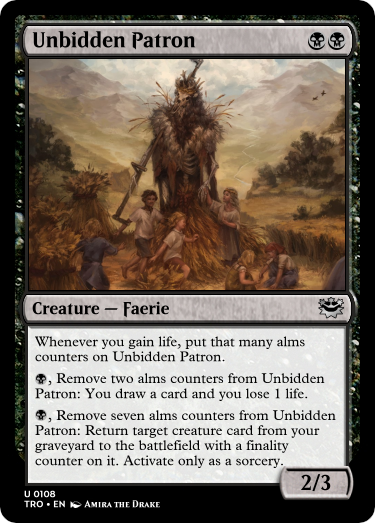 Unbidden Patron
Creature — Faerie
Whenever you gain life, put that many alms
counters on Unbidden Patron.
, Remove two alms counters from Unbidden
Patron: You draw a card and you lose 1 life.
, Remove seven alms counters from Unbidden
Patron: Return target creature card from your
graveyard to the battlefield with a finality
counter on it. Activate only as a sorcery.
2/3
U 0108
TRO • EN Amira the Drake